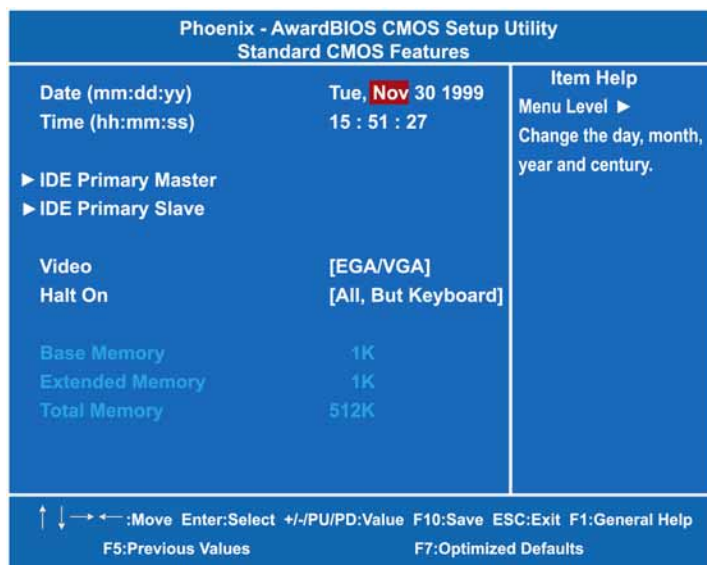 Phoenix - AwardBIOS CMOS Setup Utility
Standard CMOS Features
Date (mm:dd:yy) Tue, Nov 30 1999
Time (hh:mm:ss) 15 : 51 : 27
► IDE Primary Master
► IDE Primary Slave
Video [EGA/VGA]
Halt On [All, But Keyboard]
Base Memory 1K
Extended Memory 1K
Total Memory 512K
Item Help
Menu Level ►
Change the day, month,
year and century.
↑ ↓ → ← :Move Enter:Select +/-/PU/PD:Value F10:Save ESC:Exit F1:General Help
F5:Previous Values F7:Optimized Defaults